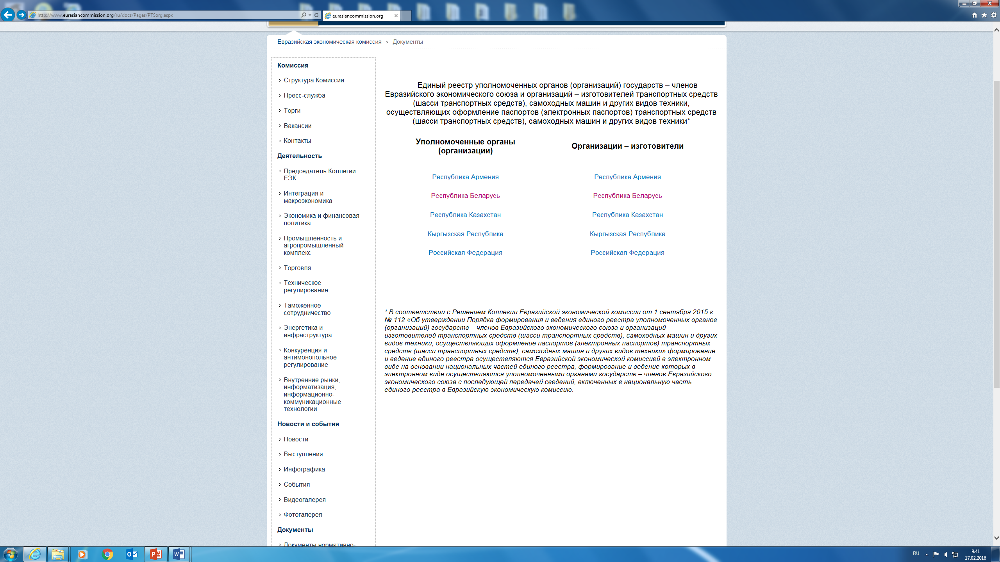 http://www.eurasiancommission.org/ru/docs/Pages/PTSorg.aspx
eurasiancommission.org
Евразийская экономическая комиссия › Документы
Комиссия
Структура Комиссии
Пресс-служба
Торги
Вакансии
Контакты
Деятельность
Председатель Коллегии
ЕЭК
Интеграция и
макроэкономика
Экономика и финансовая
политика
Промышленность и
агропромышленный
комплекс
Торговля
Техническое
регулирование
Таможенное
сотрудничество
Энергетика и
инфраструктура
Конкуренция и
антимонопольное
регулирование
Внутренние рынки,
информатизация,
информационно-
коммуникационные
технологии
Новости и события
Новости
Выступления
Инфографика
События
Видеогалерея
Фотогалерея
Документы
Документы нормативно-
Единый реестр уполномоченных органов (организаций) государств – членов
Евразийского экономического союза и организаций – изготовителей транспортных средств
(шасси транспортных средств), самоходных машин и других видов техники,
осуществляющих оформление паспортов (электронных паспортов) транспортных средств
(шасси транспортных средств), самоходных машин и других видов техники*
Уполномоченные органы
(организации)
Организации – изготовители
Республика Армения Республика Армения
Республика Беларусь Республика Беларусь
Республика Казахстан Республика Казахстан
Кыргызская Республика Кыргызская Республика
Российская Федерация Российская Федерация
* В соответствии с Решением Коллегии Евразийской экономической комиссии от 1 сентября 2015 г.
№ 112 «Об утверждении Порядка формирования и ведения единого реестра уполномоченных органов
(организаций) государств – членов Евразийского экономического союза и организаций –
изготовителей транспортных средств (шасси транспортных средств), самоходных машин и других
видов техники, осуществляющих оформление паспортов (электронных паспортов) транспортных
средств (шасси транспортных средств), самоходных машин и других видов техники» формирование
и ведение единого реестра осуществляются Евразийской экономической комиссией в электронном
виде на основании национальных частей единого реестра, формирование и ведение которых в
электронном виде осуществляются уполномоченными органами государств – членов Евразийского
экономического союза с последующей передачей сведений, включенных в национальную часть
единого реестра в Евразийскую экономическую комиссию.
RU
9:41
17.02.2016